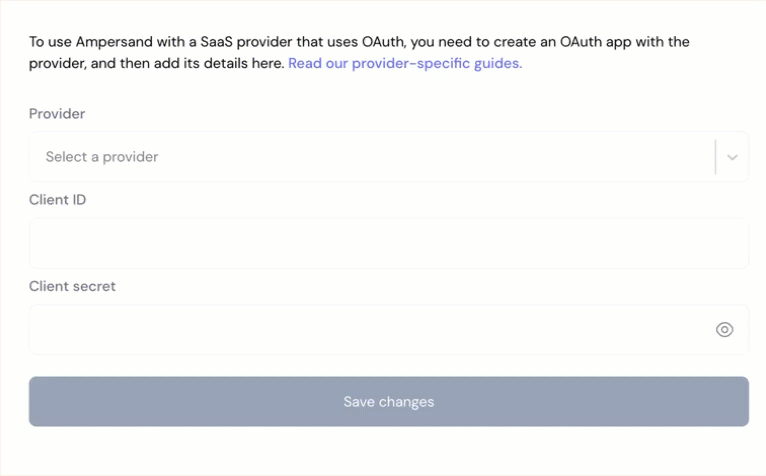 To use Ampersand with a SaaS provider that uses OAuth, you need to create an OAuth app with the
provider, and then add its details here. Read our provider-specific guides.
Provider
Select a provider
Client ID
Client secret
Save changes